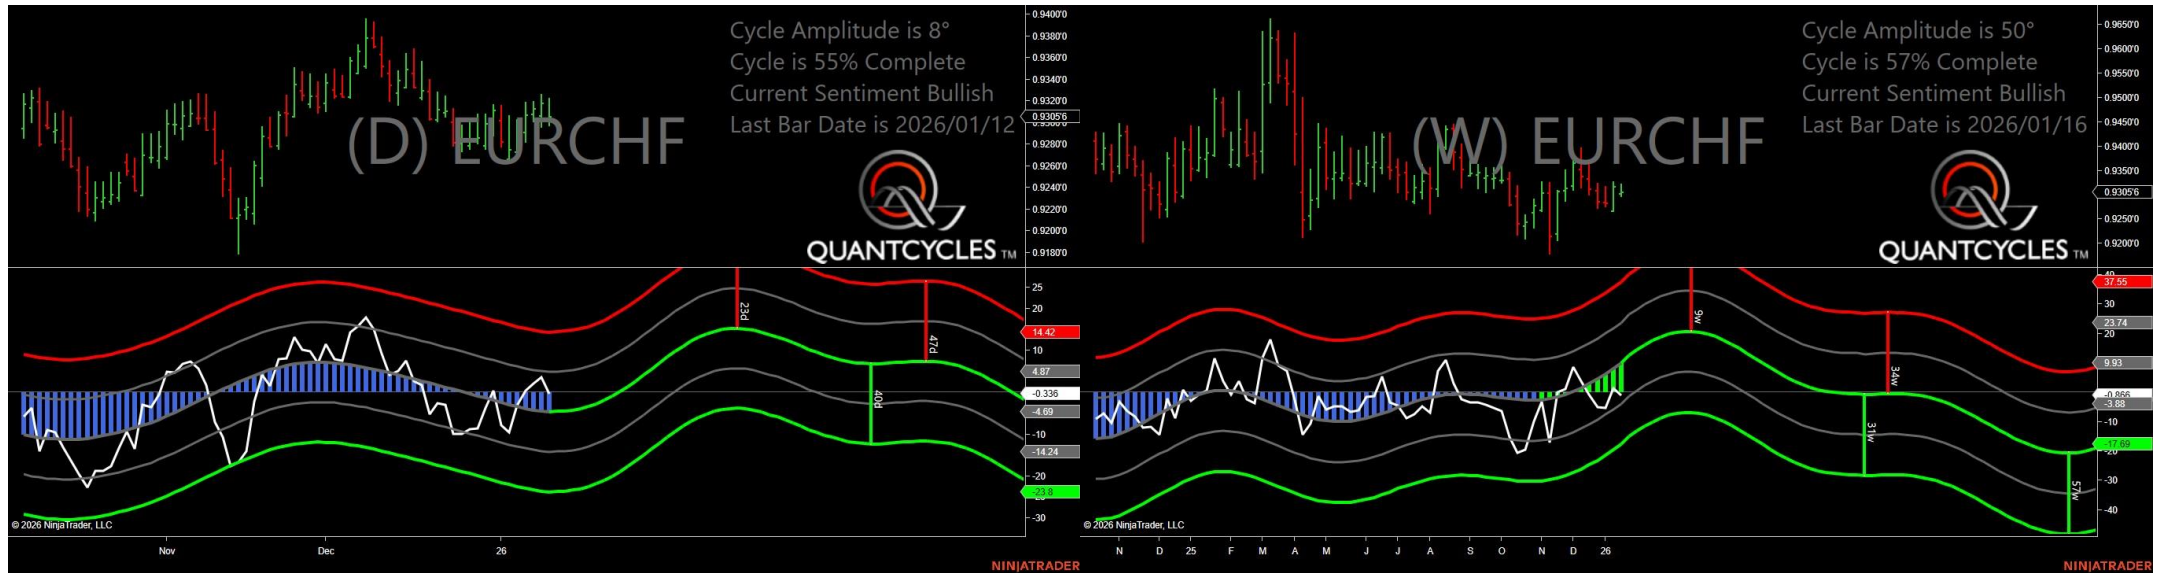 Cycle Amplitude is 8°
Cycle is 55% Complete
Current Sentiment Bullish
Last Bar Date is 2026/01/12
(D) EURCHF
QUANTCYCLES TM
0.9400'0
0.9380'0
0.9360'0
0.9340'0
0.9320'0
0.9305'6
0.9280'0
0.9260'0
0.9240'0
0.9220'0
0.9200'0
0.9180'0
23d
47d
40d
25
20
14.42
10
4.87
-0.336
-4.69
-10
-14.24
-20
-23.8
-30
© 2026 NinjaTrader, LLC
Nov
Dec
26
NINJATRADER
Cycle Amplitude is 50°
Cycle is 57% Complete
Current Sentiment Bullish
Last Bar Date is 2026/01/16
(W) EURCHF
QUANTCYCLES TM
0.9650'0
0.9600'0
0.9550'0
0.9500'0
0.9450'0
0.9400'0
0.9350'0
0.9305'6
0.9250'0
0.9200'0
9w
34w
31w
57w
40
37.55
30
23.74
20
9.93
-0.866
-3.88
-10
-17.69
-20
-30
-40
© 2026 NinjaTrader, LLC
N
D
25
F
M
A
M
J
J
A
S
O
N
D
26
NINJATRADER